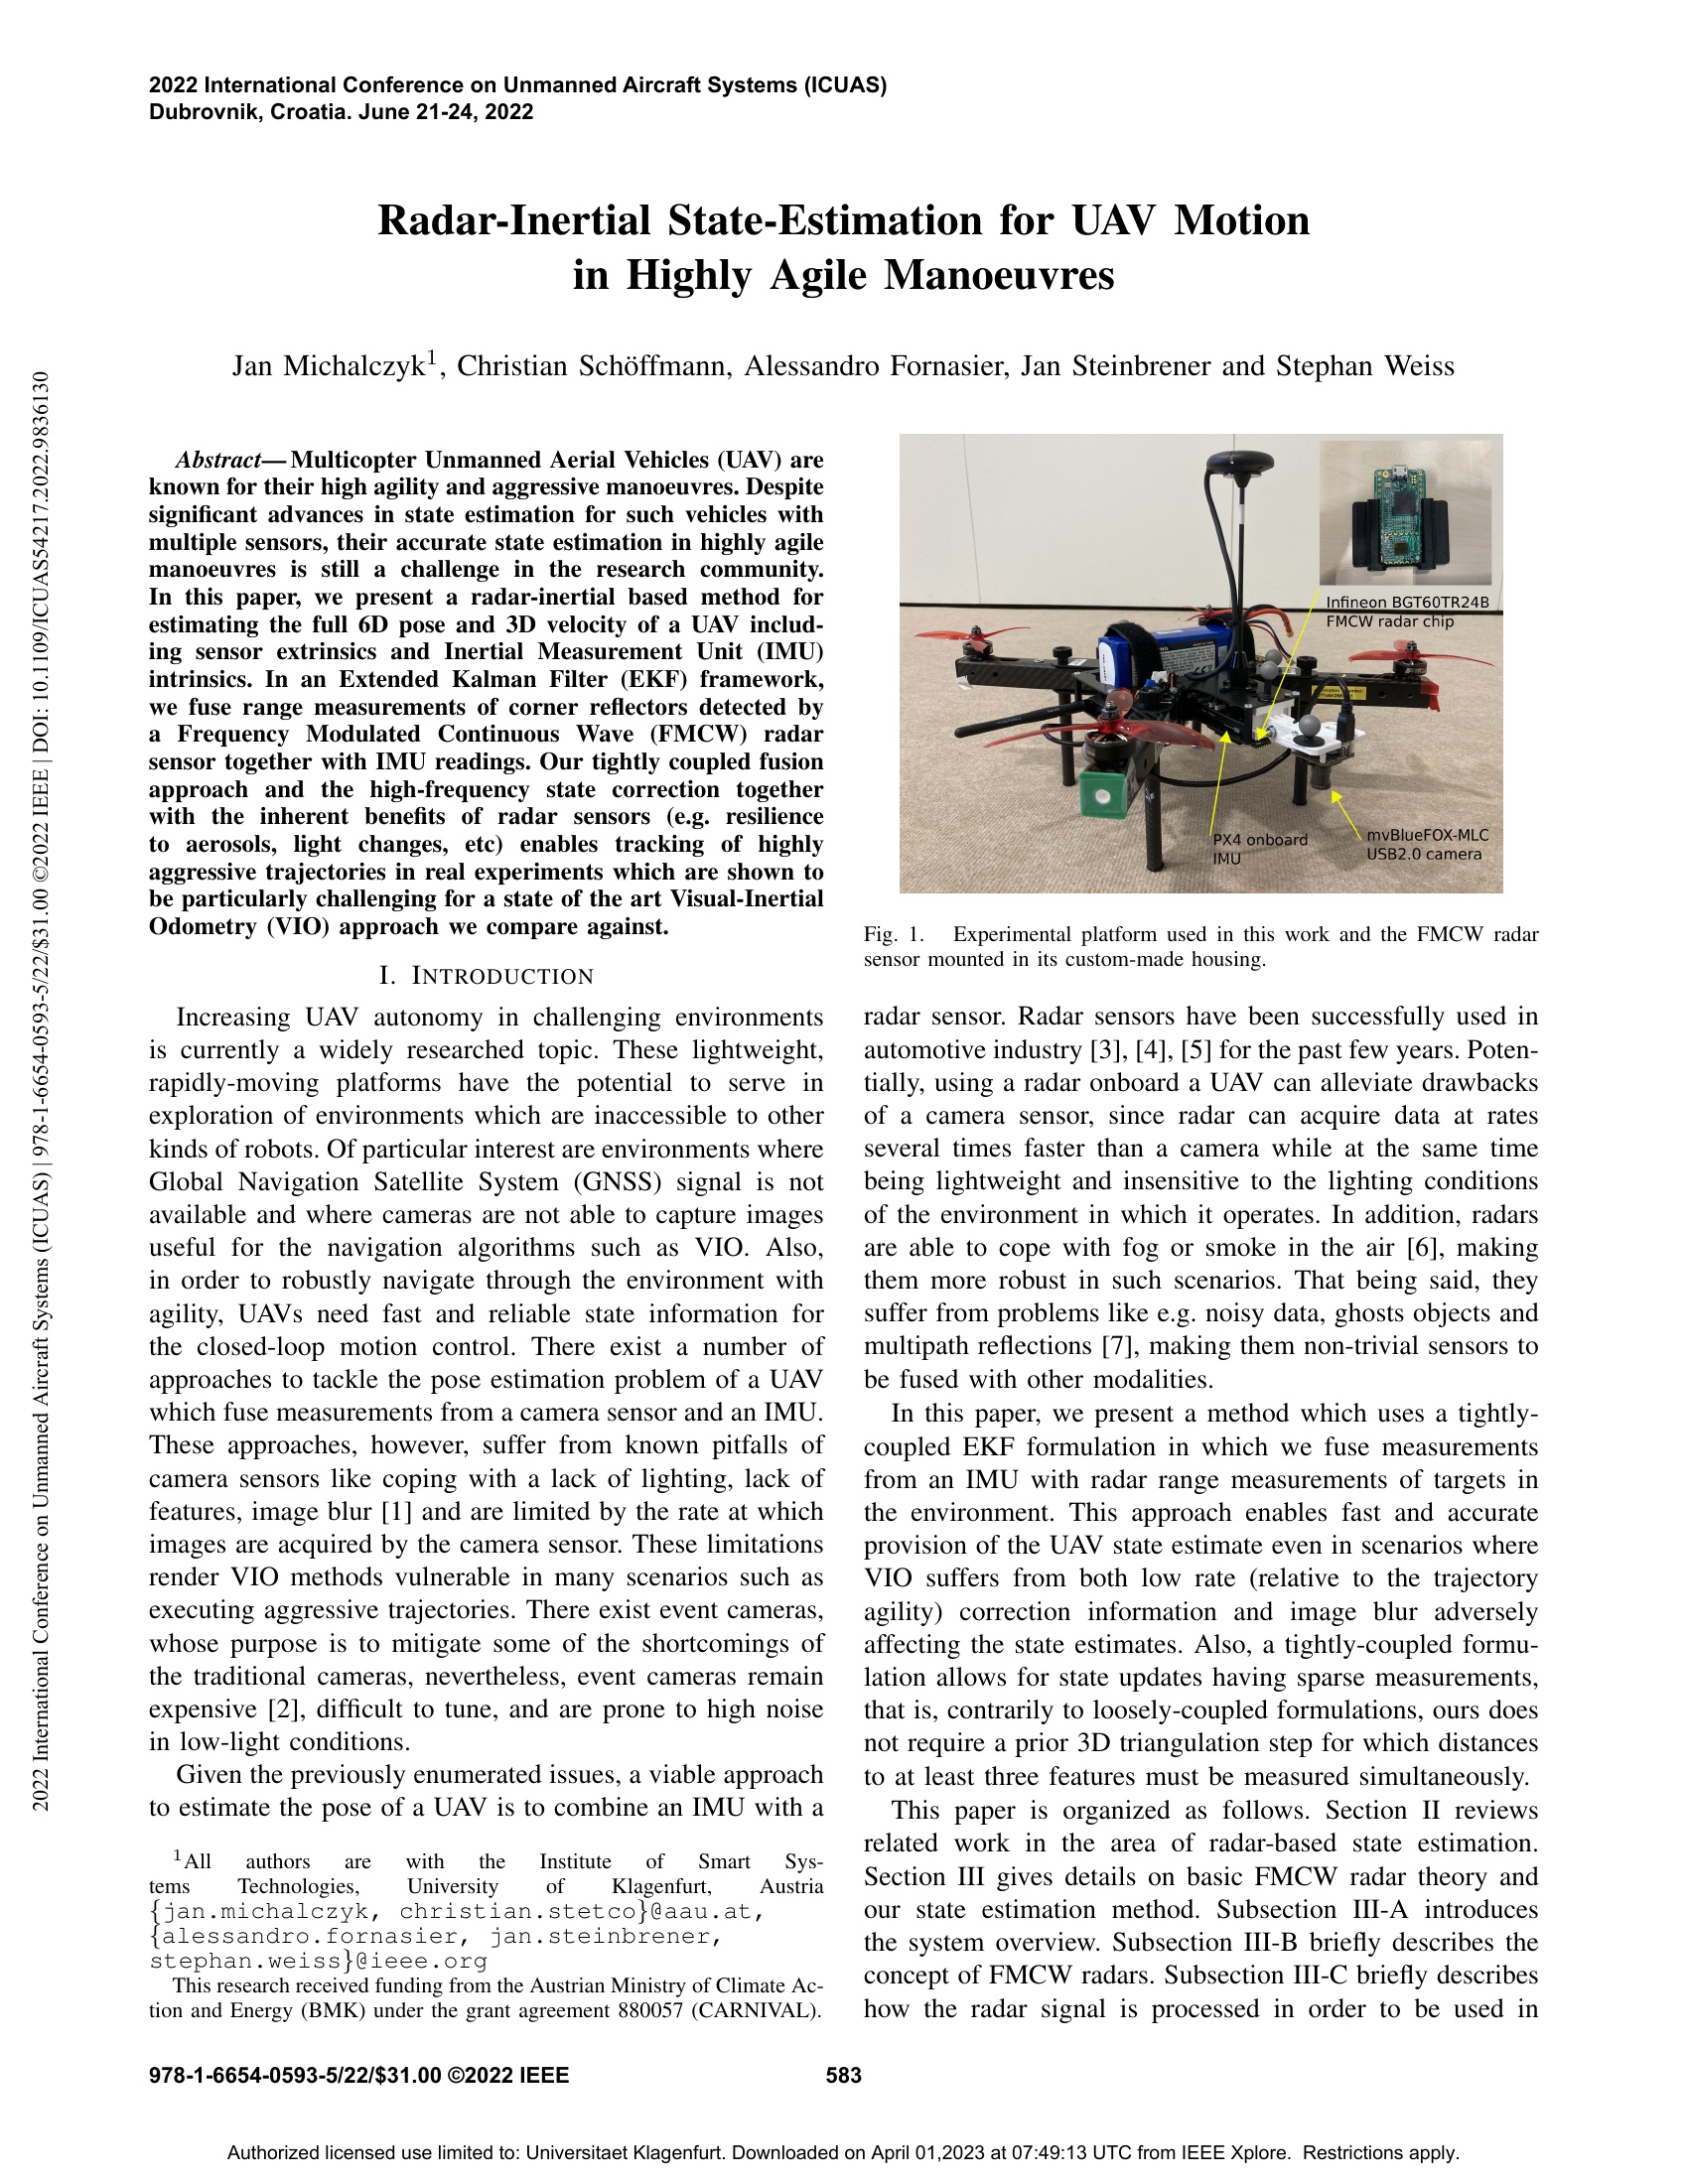 2022 International Conference on Unmanned Aircraft Systems (ICUAS)
Dubrovnik, Croatia. June 21-24, 2022
Radar-Inertial State-Estimation for UAV Motion
in Highly Agile Manoeuvres
Jan Michalczyk1, Christian Schöffmann, Alessandro Fornasier, Jan Steinbrener and Stephan Weiss
Abstract— Multicopter Unmanned Aerial Vehicles (UAV) are
known for their high agility and aggressive manoeuvres. Despite
significant advances in state estimation for such vehicles with
multiple sensors, their accurate state estimation in highly agile
manoeuvres is still a challenge in the research community.
In this paper, we present a radar-inertial based method for
estimating the full 6D pose and 3D velocity of a UAV includ-
ing sensor extrinsics and Inertial Measurement Unit (IMU)
intrinsics. In an Extended Kalman Filter (EKF) framework,
we fuse range measurements of corner reflectors detected by
a Frequency Modulated Continuous Wave (FMCW) radar
sensor together with IMU readings. Our tightly coupled fusion
approach and the high-frequency state correction together
with the inherent benefits of radar sensors (e.g. resilience
to aerosols, light changes, etc) enables tracking of highly
aggressive trajectories in real experiments which are shown to
be particularly challenging for a state of the art Visual-Inertial
Odometry (VIO) approach we compare against.
I. INTRODUCTION
Increasing UAV autonomy in challenging environments
is currently a widely researched topic. These lightweight,
rapidly-moving platforms have the potential to serve in
exploration of environments which are inaccessible to other
kinds of robots. Of particular interest are environments where
Global Navigation Satellite System (GNSS) signal is not
available and where cameras are not able to capture images
useful for the navigation algorithms such as VIO. Also,
in order to robustly navigate through the environment with
agility, UAVs need fast and reliable state information for
the closed-loop motion control. There exist a number of
approaches to tackle the pose estimation problem of a UAV
which fuse measurements from a camera sensor and an IMU.
These approaches, however, suffer from known pitfalls of
camera sensors like coping with a lack of lighting, lack of
features, image blur [1] and are limited by the rate at which
images are acquired by the camera sensor. These limitations
render VIO methods vulnerable in many scenarios such as
executing aggressive trajectories. There exist event cameras,
whose purpose is to mitigate some of the shortcomings of
the traditional cameras, nevertheless, event cameras remain
expensive [2], difficult to tune, and are prone to high noise
in low-light conditions.
Given the previously enumerated issues, a viable approach
to estimate the pose of a UAV is to combine an IMU with a
1All authors are with the Institute of Smart Sys-
tems Technologies, University of Klagenfurt, Austria
{jan.michalczyk, christian.stetco}@aau.at,
{alessandro.fornasier, jan.steinbrener,
stephan.weiss}@ieee.org
This research received funding from the Austrian Ministry of Climate Ac-
tion and Energy (BMK) under the grant agreement 880057 (CARNIVAL).
Infineon BGT60TR24B
FMCW radar chip
PX4 onboard
IMU
mvBlueFOX-MLC
USB2.0 camera
Fig. 1. Experimental platform used in this work and the FMCW radar
sensor mounted in its custom-made housing.
radar sensor. Radar sensors have been successfully used in
automotive industry [3], [4], [5] for the past few years. Poten-
tially, using a radar onboard a UAV can alleviate drawbacks
of a camera sensor, since radar can acquire data at rates
several times faster than a camera while at the same time
being lightweight and insensitive to the lighting conditions
of the environment in which it operates. In addition, radars
are able to cope with fog or smoke in the air [6], making
them more robust in such scenarios. That being said, they
suffer from problems like e.g. noisy data, ghosts objects and
multipath reflections [7], making them non-trivial sensors to
be fused with other modalities.
In this paper, we present a method which uses a tightly-
coupled EKF formulation in which we fuse measurements
from an IMU with radar range measurements of targets in
the environment. This approach enables fast and accurate
provision of the UAV state estimate even in scenarios where
VIO suffers from both low rate (relative to the trajectory
agility) correction information and image blur adversely
affecting the state estimates. Also, a tightly-coupled formu-
lation allows for state updates having sparse measurements,
that is, contrarily to loosely-coupled formulations, ours does
not require a prior 3D triangulation step for which distances
to at least three features must be measured simultaneously.
This paper is organized as follows. Section II reviews
related work in the area of radar-based state estimation.
Section III gives details on basic FMCW radar theory and
our state estimation method. Subsection III-A introduces
the system overview. Subsection III-B briefly describes the
concept of FMCW radars. Subsection III-C briefly describes
how the radar signal is processed in order to be used in
978-1-6654-0593-5/22/$31.00 ©2022 IEEE
583
Authorized licensed use limited to: Universitaet Klagenfurt. Downloaded on April 01,2023 at 07:49:13 UTC from IEEE Xplore. Restrictions apply.
2022 International Conference on Unmanned Aircraft Systems (ICUAS) | 978-1-6654-0593-5/22/$31.00 ©2022 IEEE | DOI: 10.1109/ICUAS54217.2022.9836130